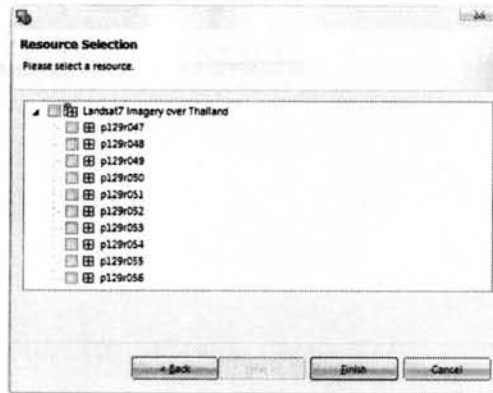 Resource Selection
Please select a resource.
Landsat7 Imagery over Thailand
p129r047
p129r048
p129r049
p129r050
p129r051
p129r052
p129r053
p129r054
p129r055
p129r056
< Back
Finish
Cancel